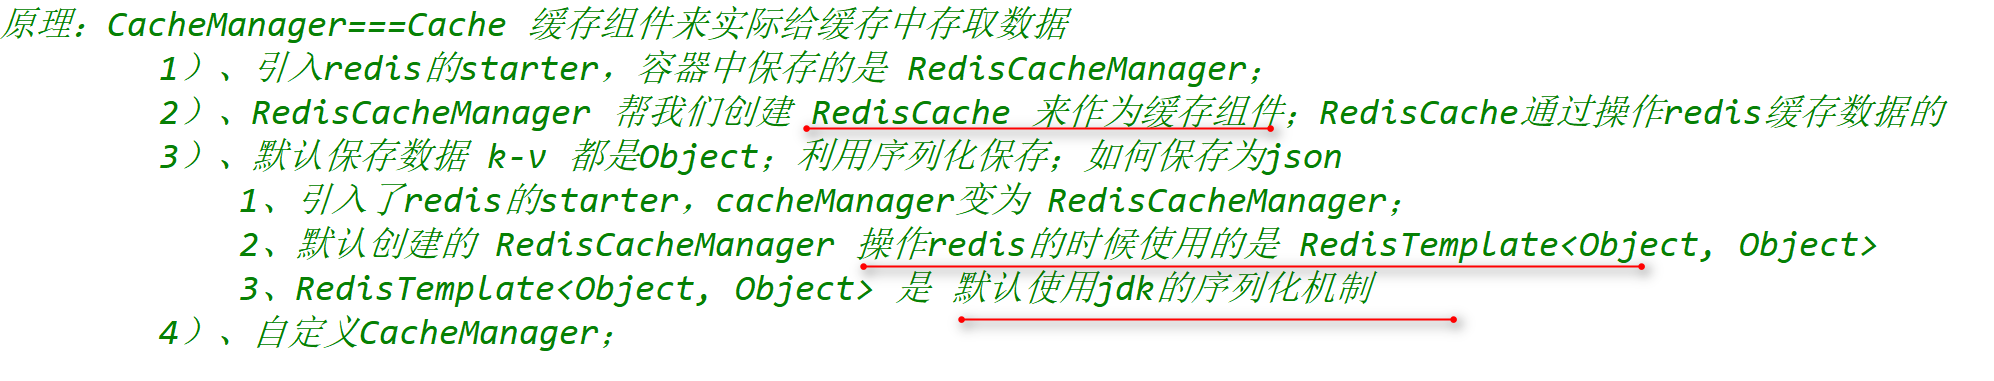 原理：CacheManager===Cache 缓存组件来实际给缓存中存取数据
1）、引入redis的starter，容器中保存的是 RedisCacheManager；
2）、RedisCacheManager 帮我们创建 RedisCache 来作为缓存组件；RedisCache通过操作redis缓存数据的
3）、默认保存数据 k-v 都是Object；利用序列化保存；如何保存为json
1、引入了redis的starter，cacheManager变为 RedisCacheManager；
2、默认创建的 RedisCacheManager 操作redis的时候使用的是 RedisTemplate<Object, Object>
3、RedisTemplate<Object, Object> 是 默认使用jdk的序列化机制
4）、自定义CacheManager；